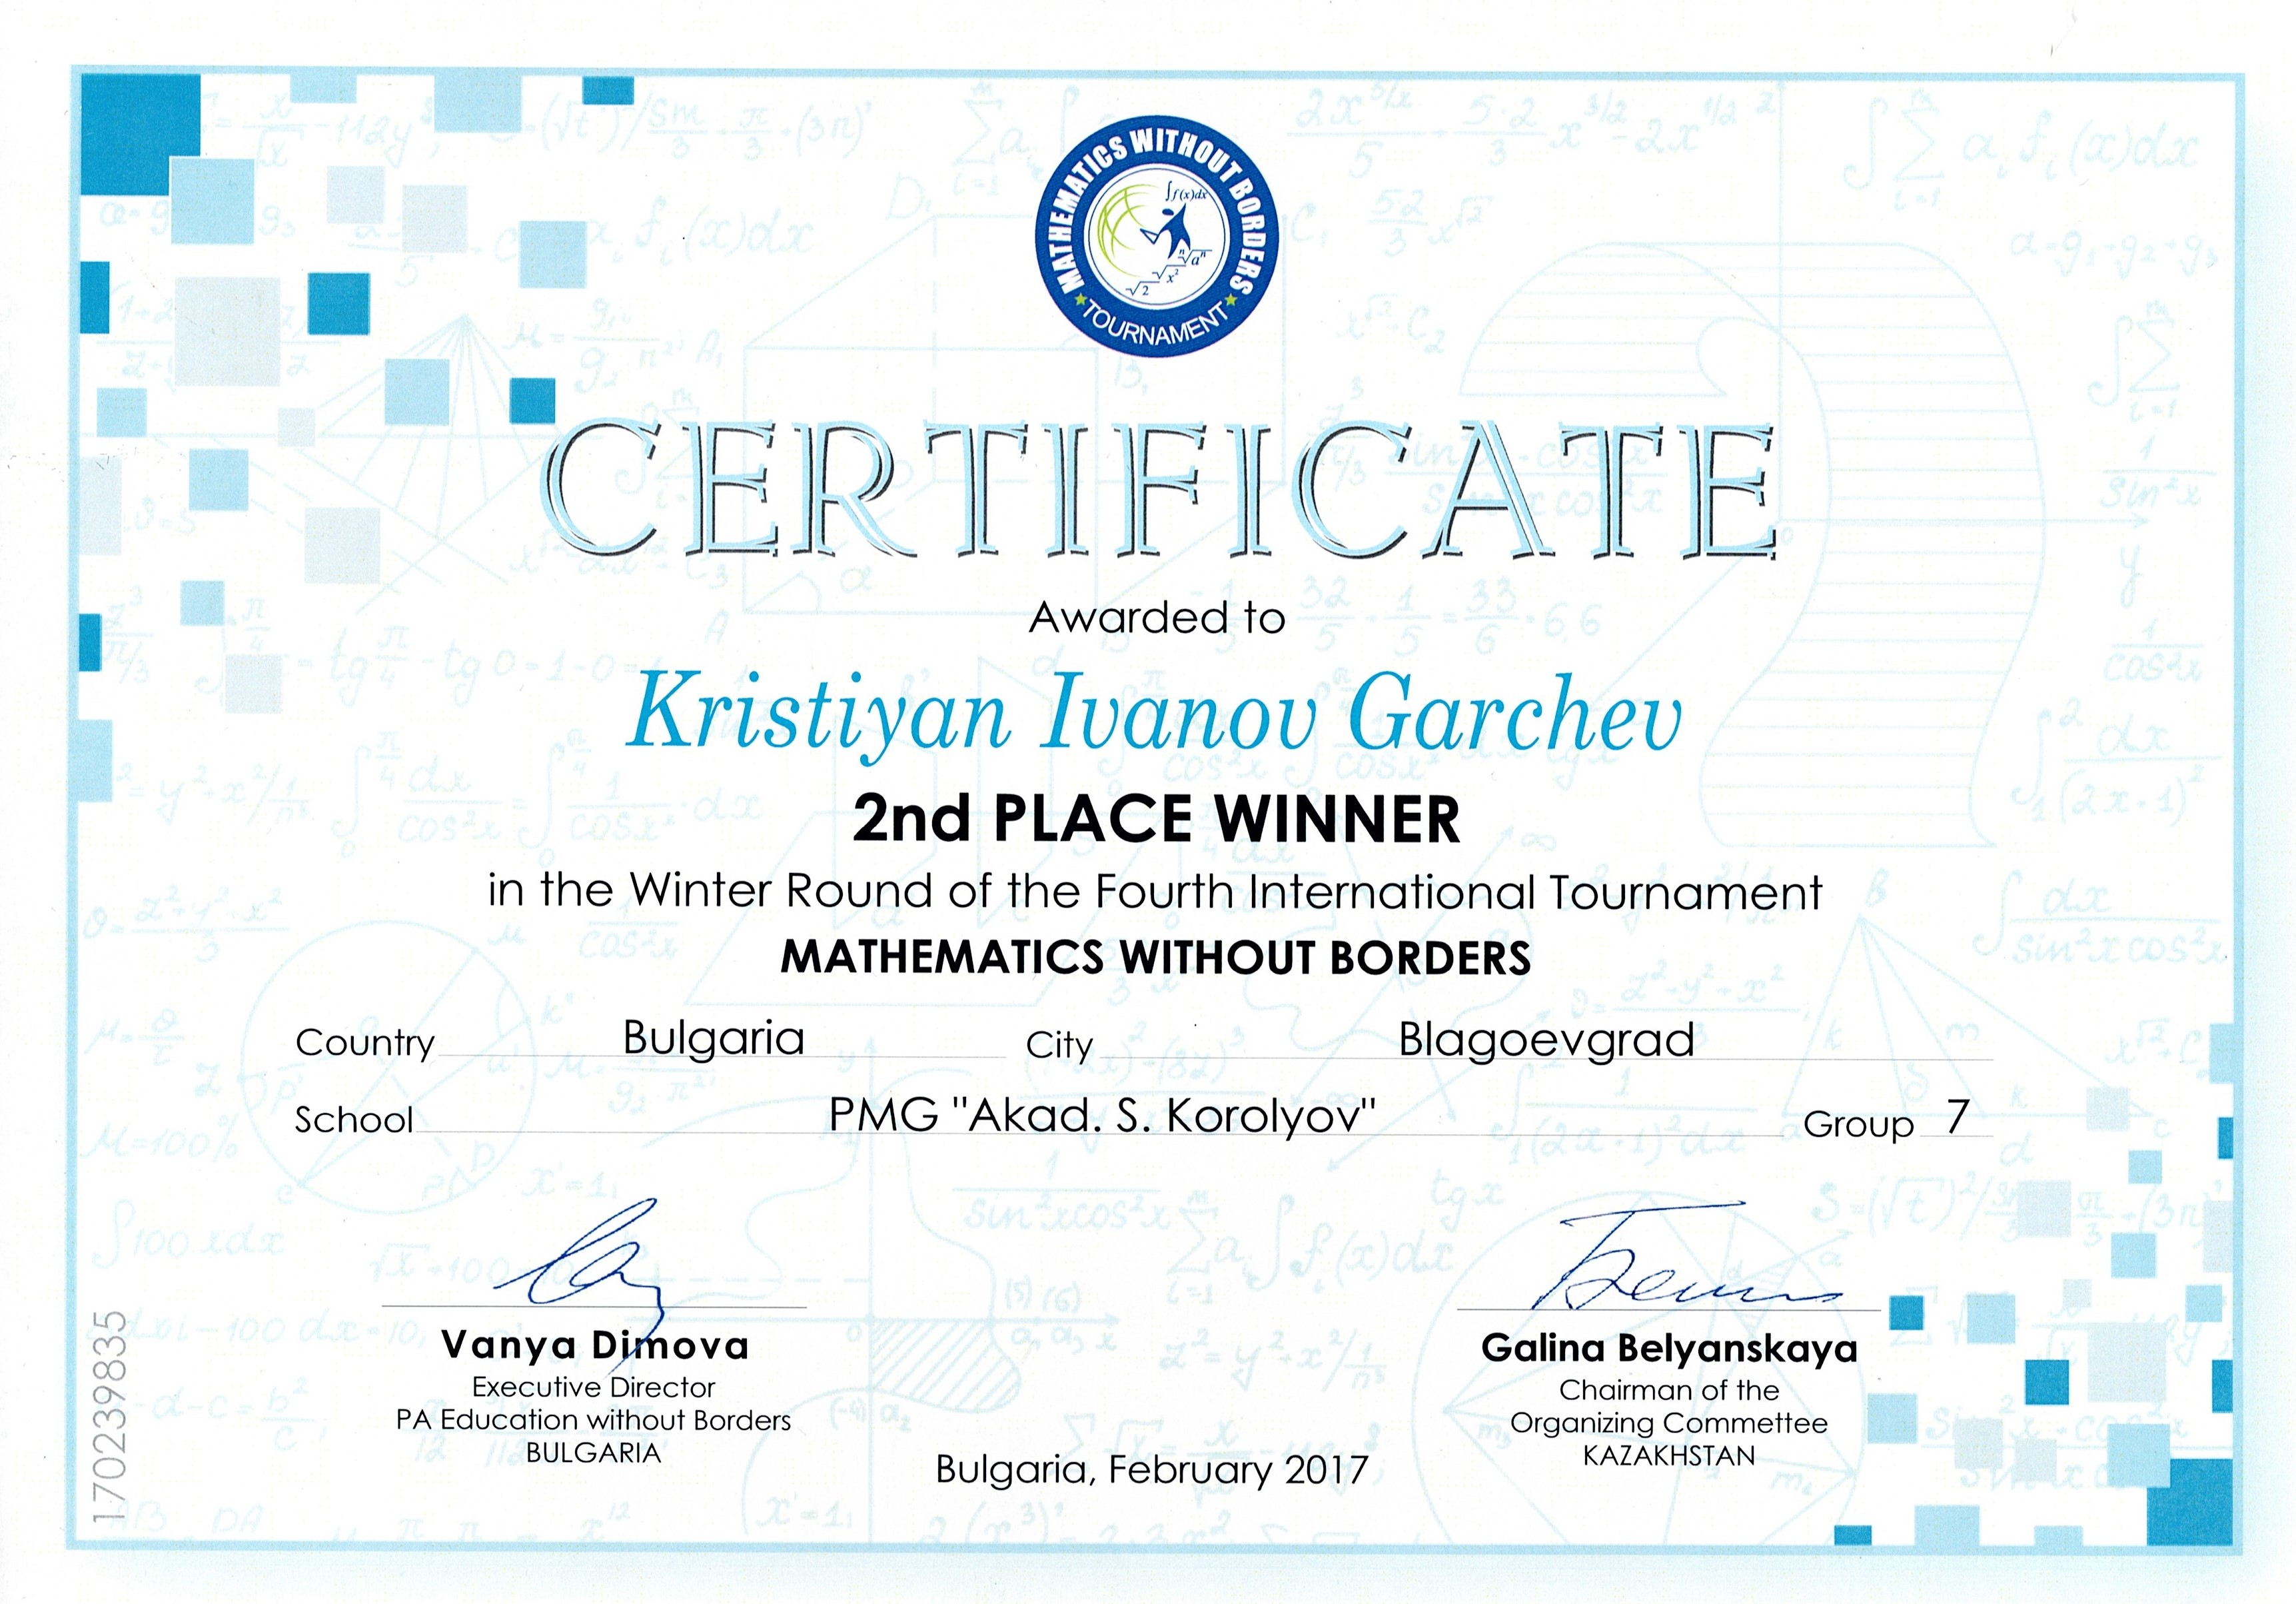 MATHEMATICS WITHOUT BORDERS
TOURNAMENT
CERTIFICATE
Awarded to
Kristiyan Ivanov Garchev
2nd PLACE WINNER
in the Winter Round of the Fourth International Tournament
MATHEMATICS WITHOUT BORDERS
Country Bulgaria City Blagoevgrad
School PMG "Akad. S. Korolyov" Group 7
Vanya Dimova
Executive Director
PA Education without Borders
BULGARIA
Galina Belyanskaya
Chairman of the
Organizing Commettee
KAZAKHSTAN
Bulgaria, February 2017
170239835